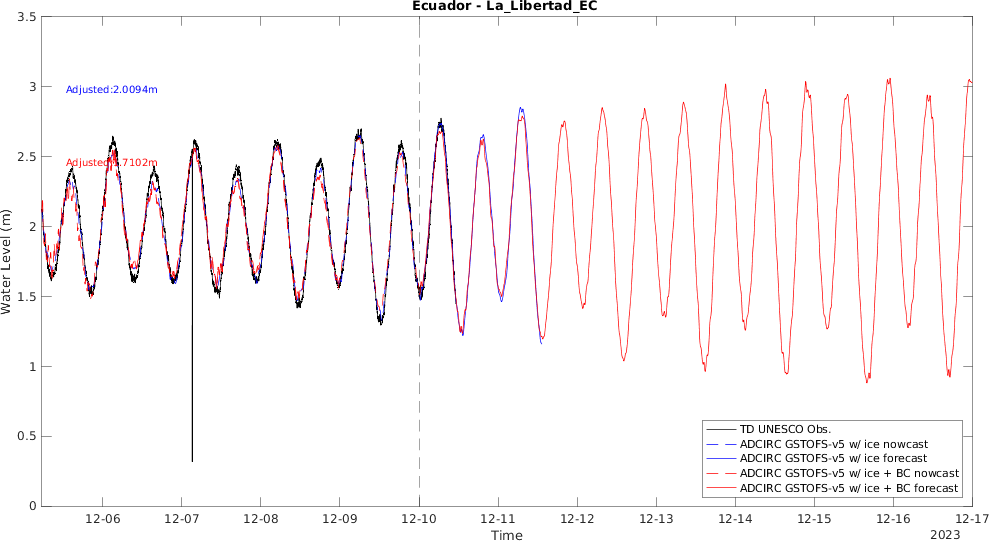 Ecuador - La_Libertad_EC
3.5
3
2.5
2
1.5
1
0.5
0
Water Level (m)
Adjusted:2.0094m
TD UNESCO Obs.
ADCIRC GSTOFS-v5 w/ ice nowcast
ADCIRC GSTOFS-v5 w/ ice forecast
ADCIRC GSTOFS-v5 w/ ice + BC nowcast
ADCIRC GSTOFS-v5 w/ ice + BC forecast
12-06
12-07
12-08
12-09
12-10
12-11
12-12
12-13
12-14
12-15
12-16
12-17
Time
2023